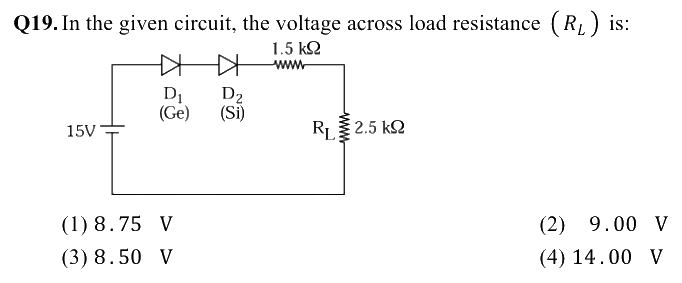 Q19. In the given circuit, the voltage across load resistance (R_L) is:
1.5 kΩ
D₁ D₂
(Ge) (Si)
15V
R_L 2.5 kΩ
(1) 8.75 V (2) 9.00 V
(3) 8.50 V (4) 14.00 V